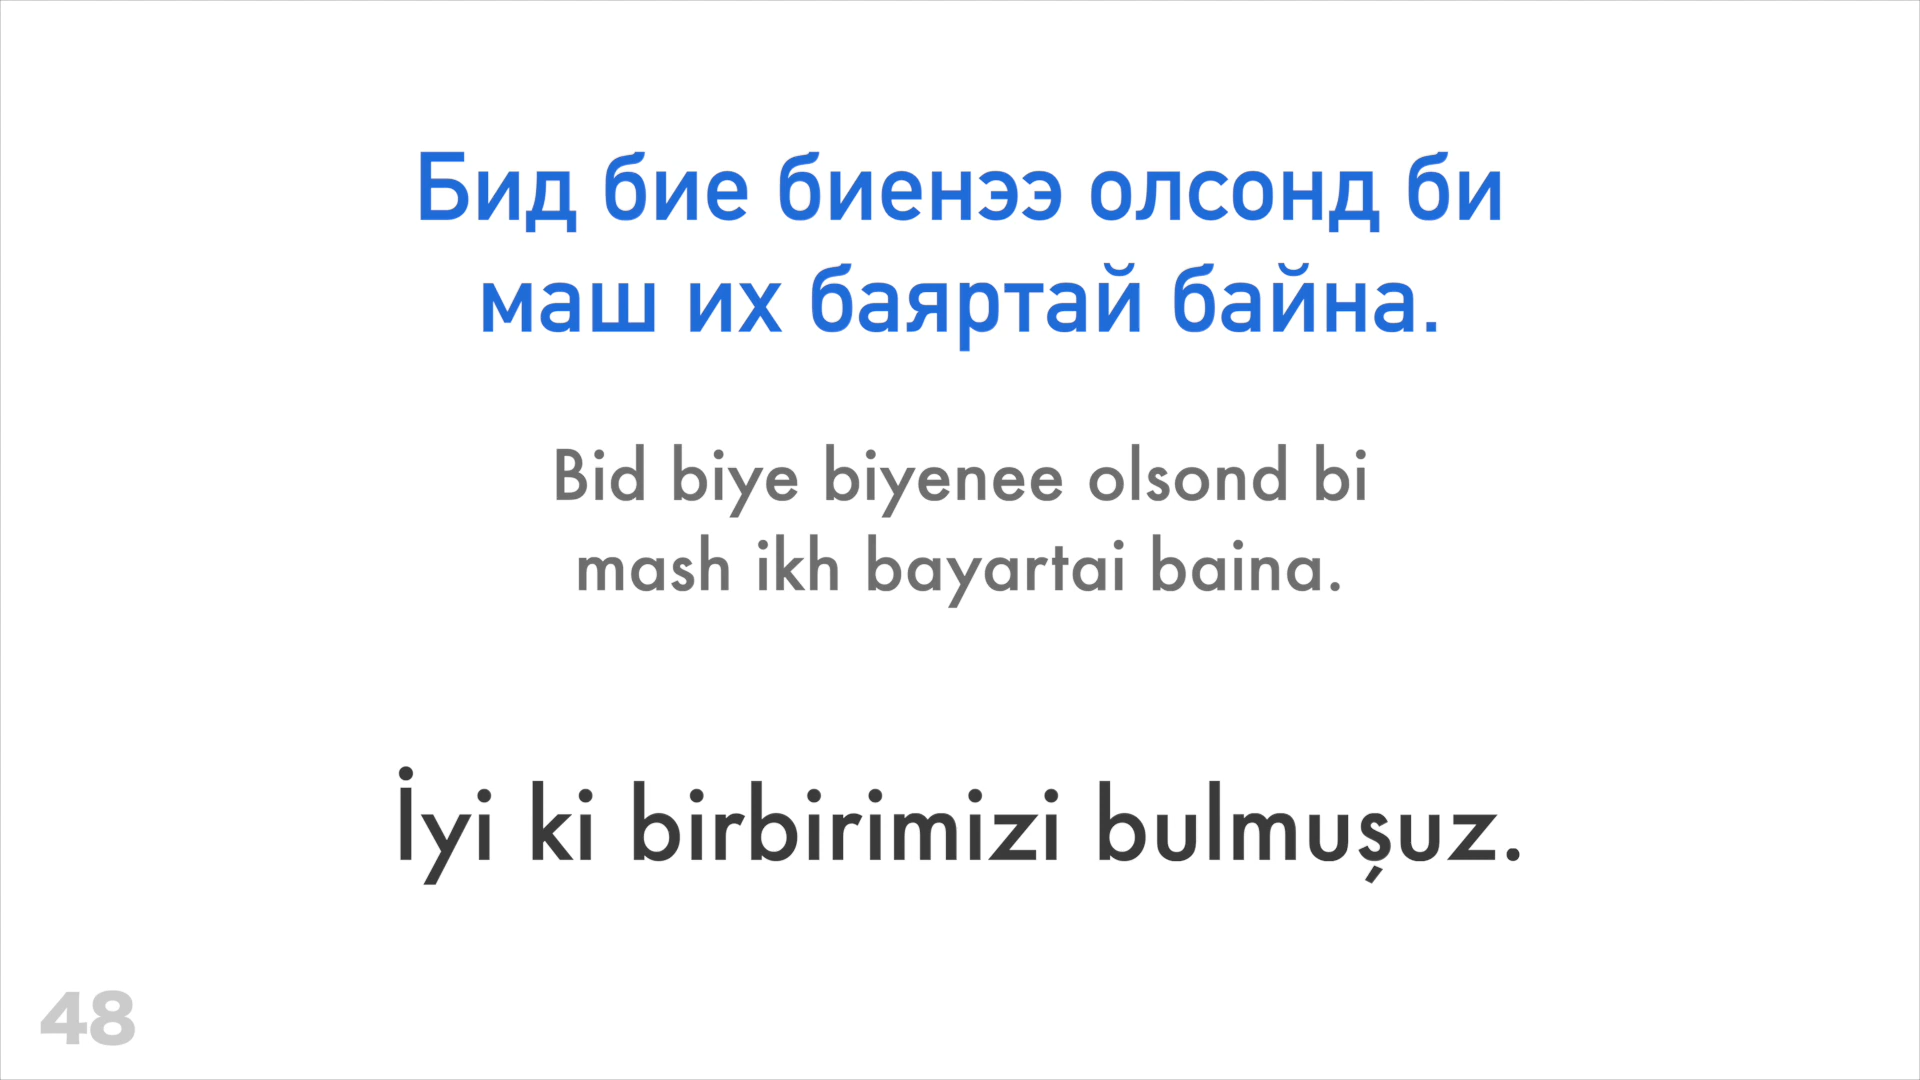 Бид бие биенээ олсонд би
маш их баяртай байна.
Bid biye biyenee olsond bi
mash ikh bayartai baina.
İyi ki birbirimizi bulmuşuz.
48